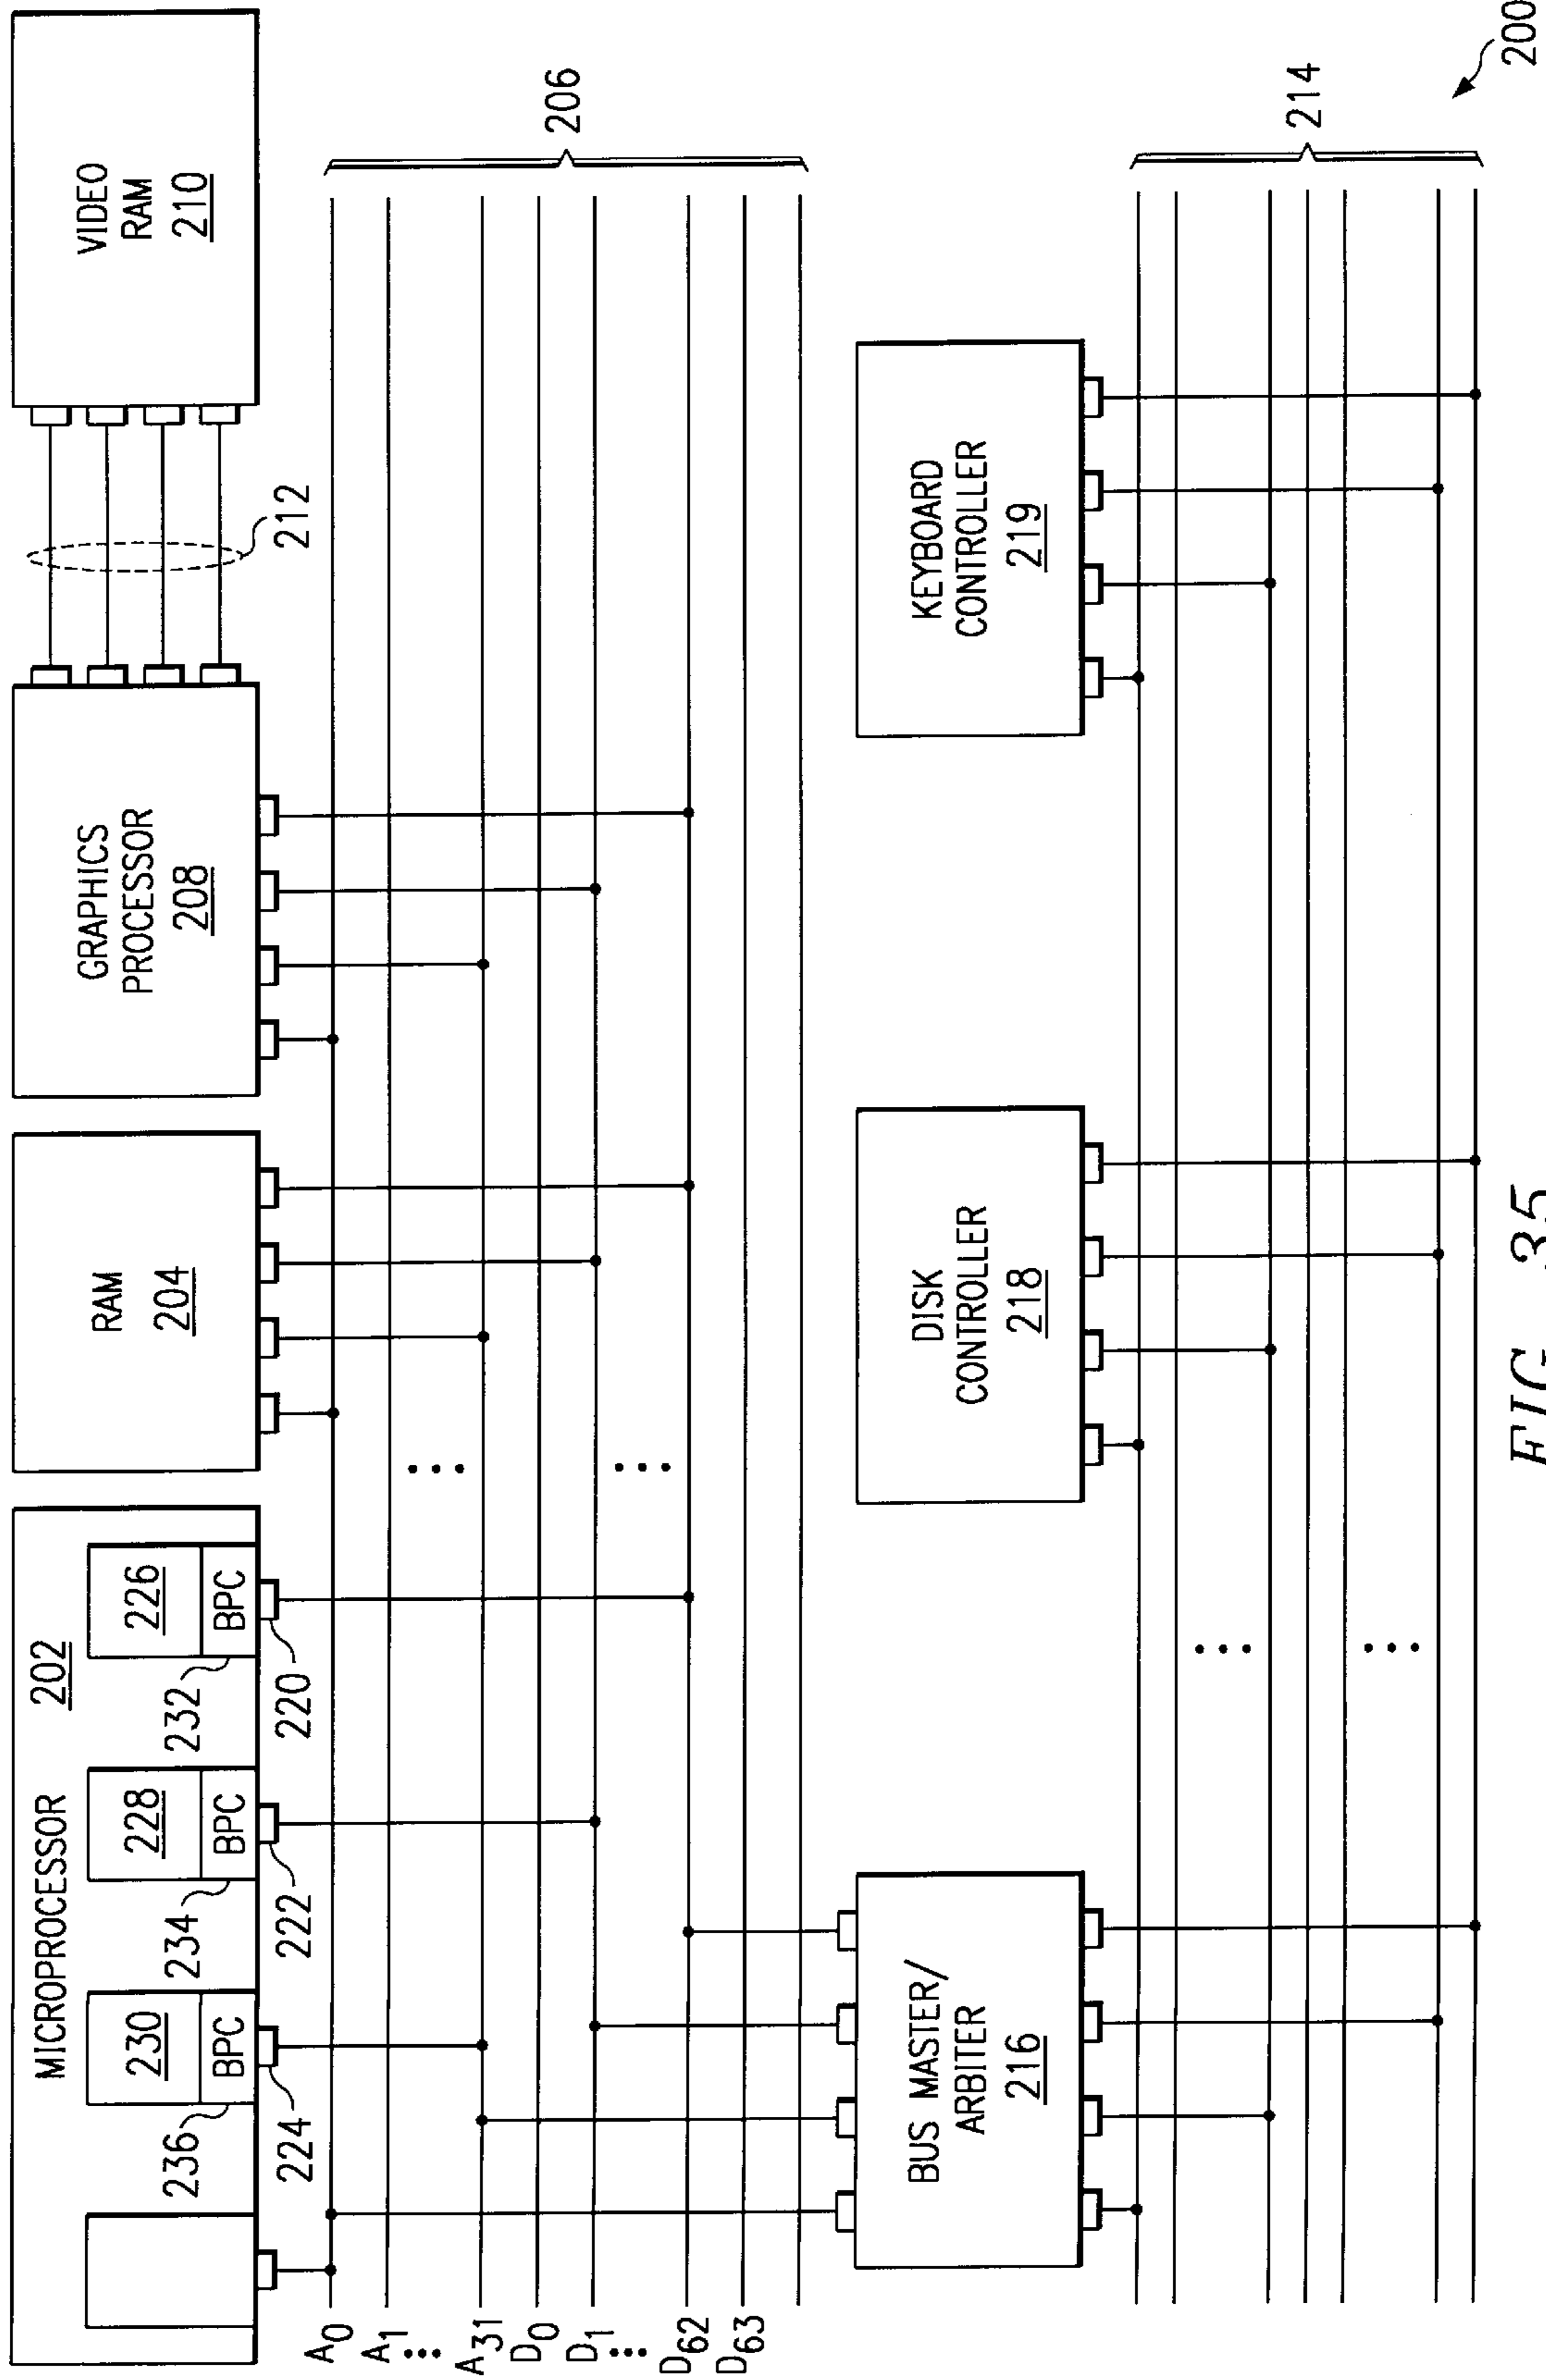 MICROPROCESSOR
202
236
230
BPC
224
234
228
BPC
222
232
226
BPC
220
RAM
204
GRAPHICS
PROCESSOR
208
212
VIDEO
RAM
210
A0
A1
A31
D0
D1
D62
D63
206
BUS MASTER/
ARBITER
216
DISK
CONTROLLER
218
KEYBOARD
CONTROLLER
219
214
200
FIG. 35